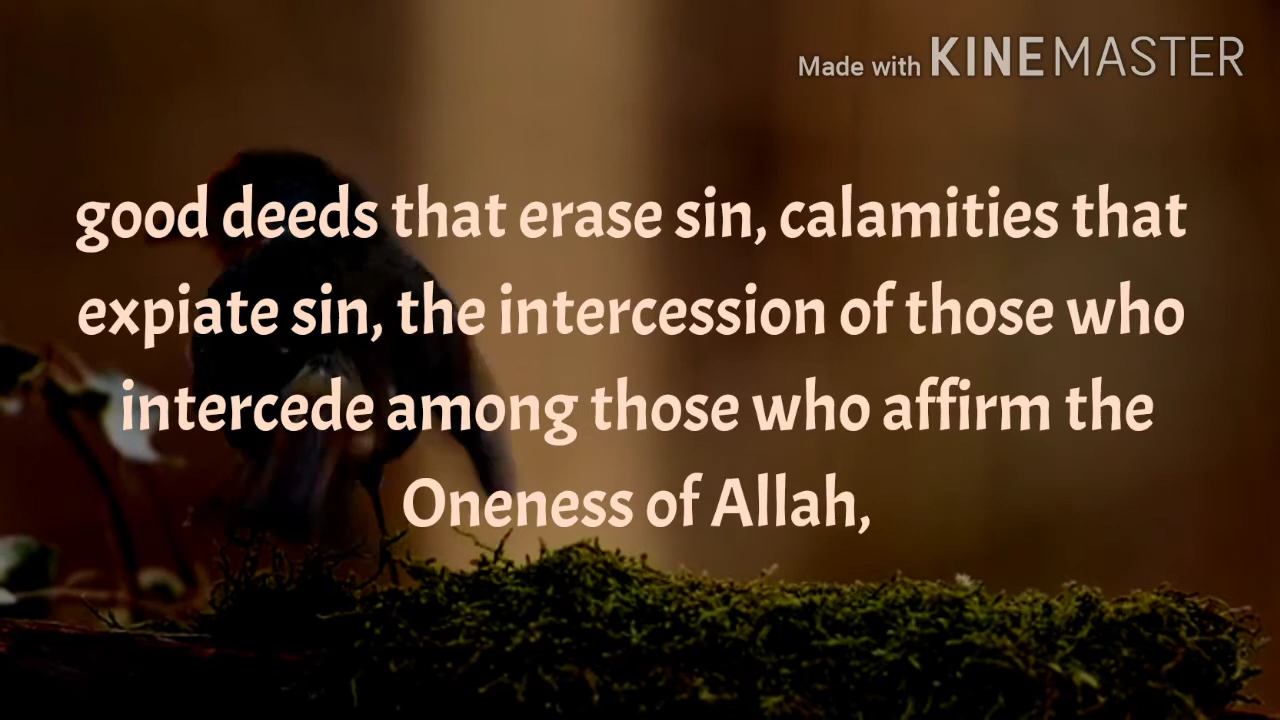 Made with KINEMASTER
good deeds that erase sin, calamities that
expiate sin, the intercession of those who
intercede among those who affirm the
Oneness of Allah,